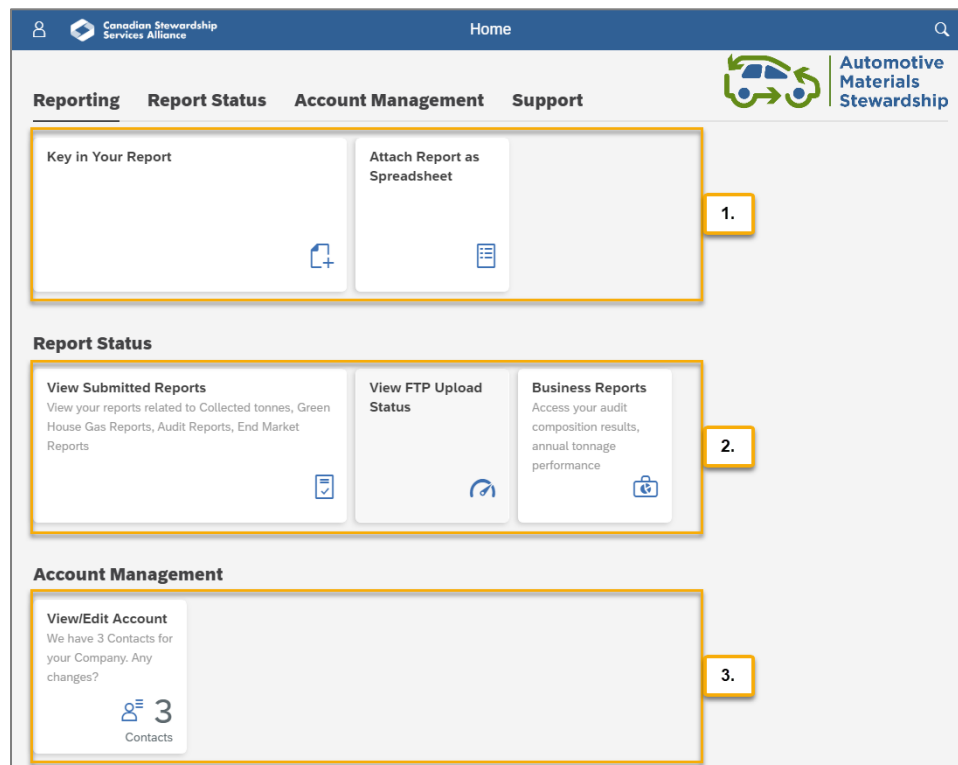 Canadian Stewardship
Services Alliance
Home
Automotive
Materials
Stewardship
Reporting Report Status Account Management Support
Key in Your Report
Attach Report as
Spreadsheet
1.
Report Status
View Submitted Reports
View your reports related to Collected tonnes, Green
House Gas Reports, Audit Reports, End Market
Reports
View FTP Upload
Status
Business Reports
Access your audit
composition results,
annual tonnage
performance
2.
Account Management
View/Edit Account
We have 3 Contacts for
your Company. Any
changes?
3
Contacts
3.